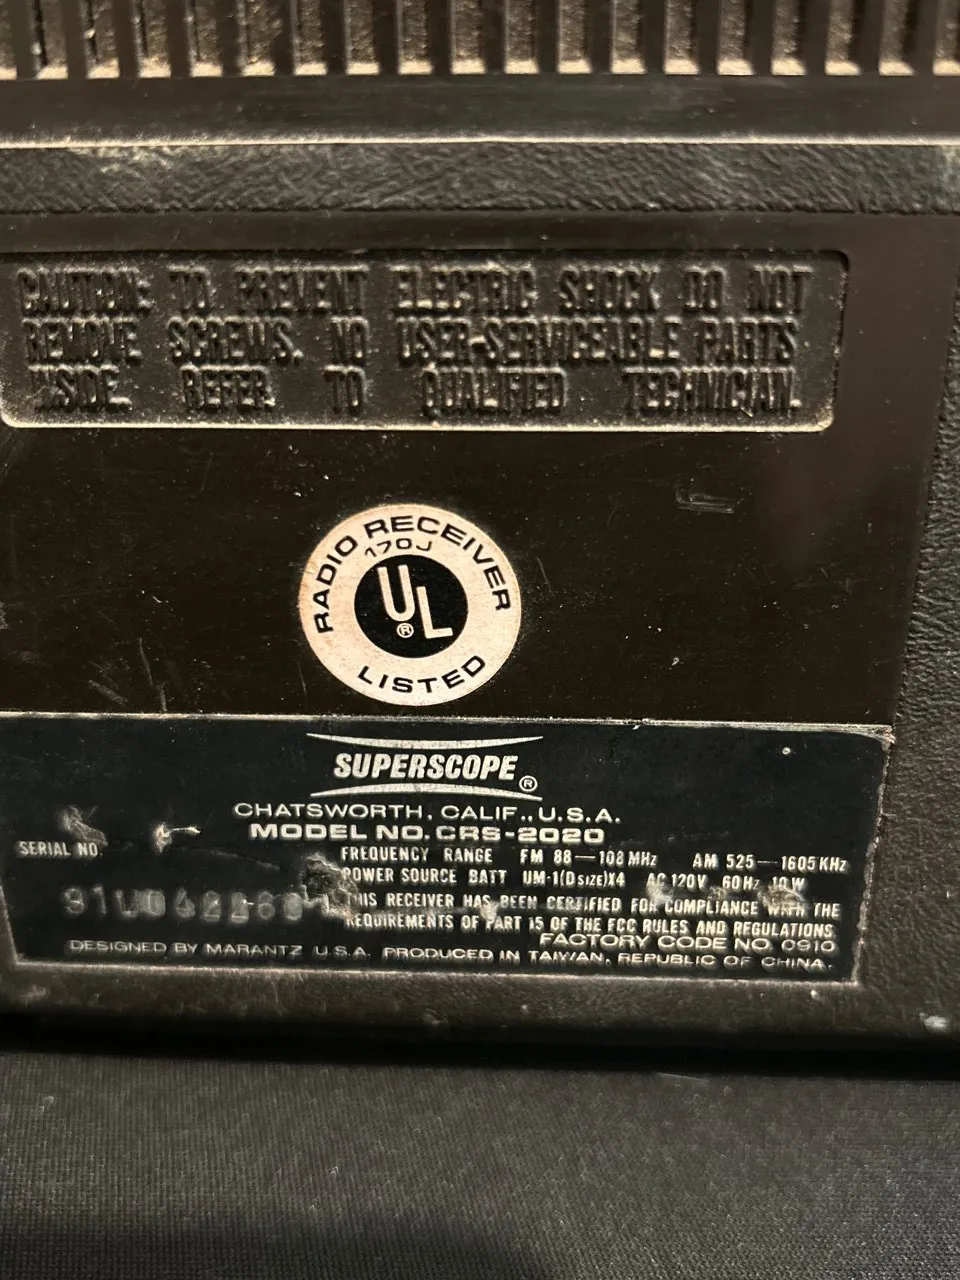 CAUTION: TO PREVENT ELECTRIC SHOCK DO NOT
REMOVE SCREWS. NO USER-SERVICEABLE PARTS
INSIDE. REFER TO QUALIFIED TECHNICIAN.
RADIO RECEIVER
170J
UL
®
LISTED
SUPERSCOPE®
CHATSWORTH, CALIF., U.S.A.
MODEL NO. CRS-2020
SERIAL NO.
FREQUENCY RANGE FM 88—108 MHz AM 525—1605 KHz
POWER SOURCE BATT UM-1(D SIZE)X4 AC 120V 60Hz 10W
THIS RECEIVER HAS BEEN CERTIFIED FOR COMPLIANCE WITH THE
REQUIREMENTS OF PART 15 OF THE FCC RULES AND REGULATIONS
FACTORY CODE NO. 0910
DESIGNED BY MARANTZ U.S.A. PRODUCED IN TAIWAN, REPUBLIC OF CHINA.